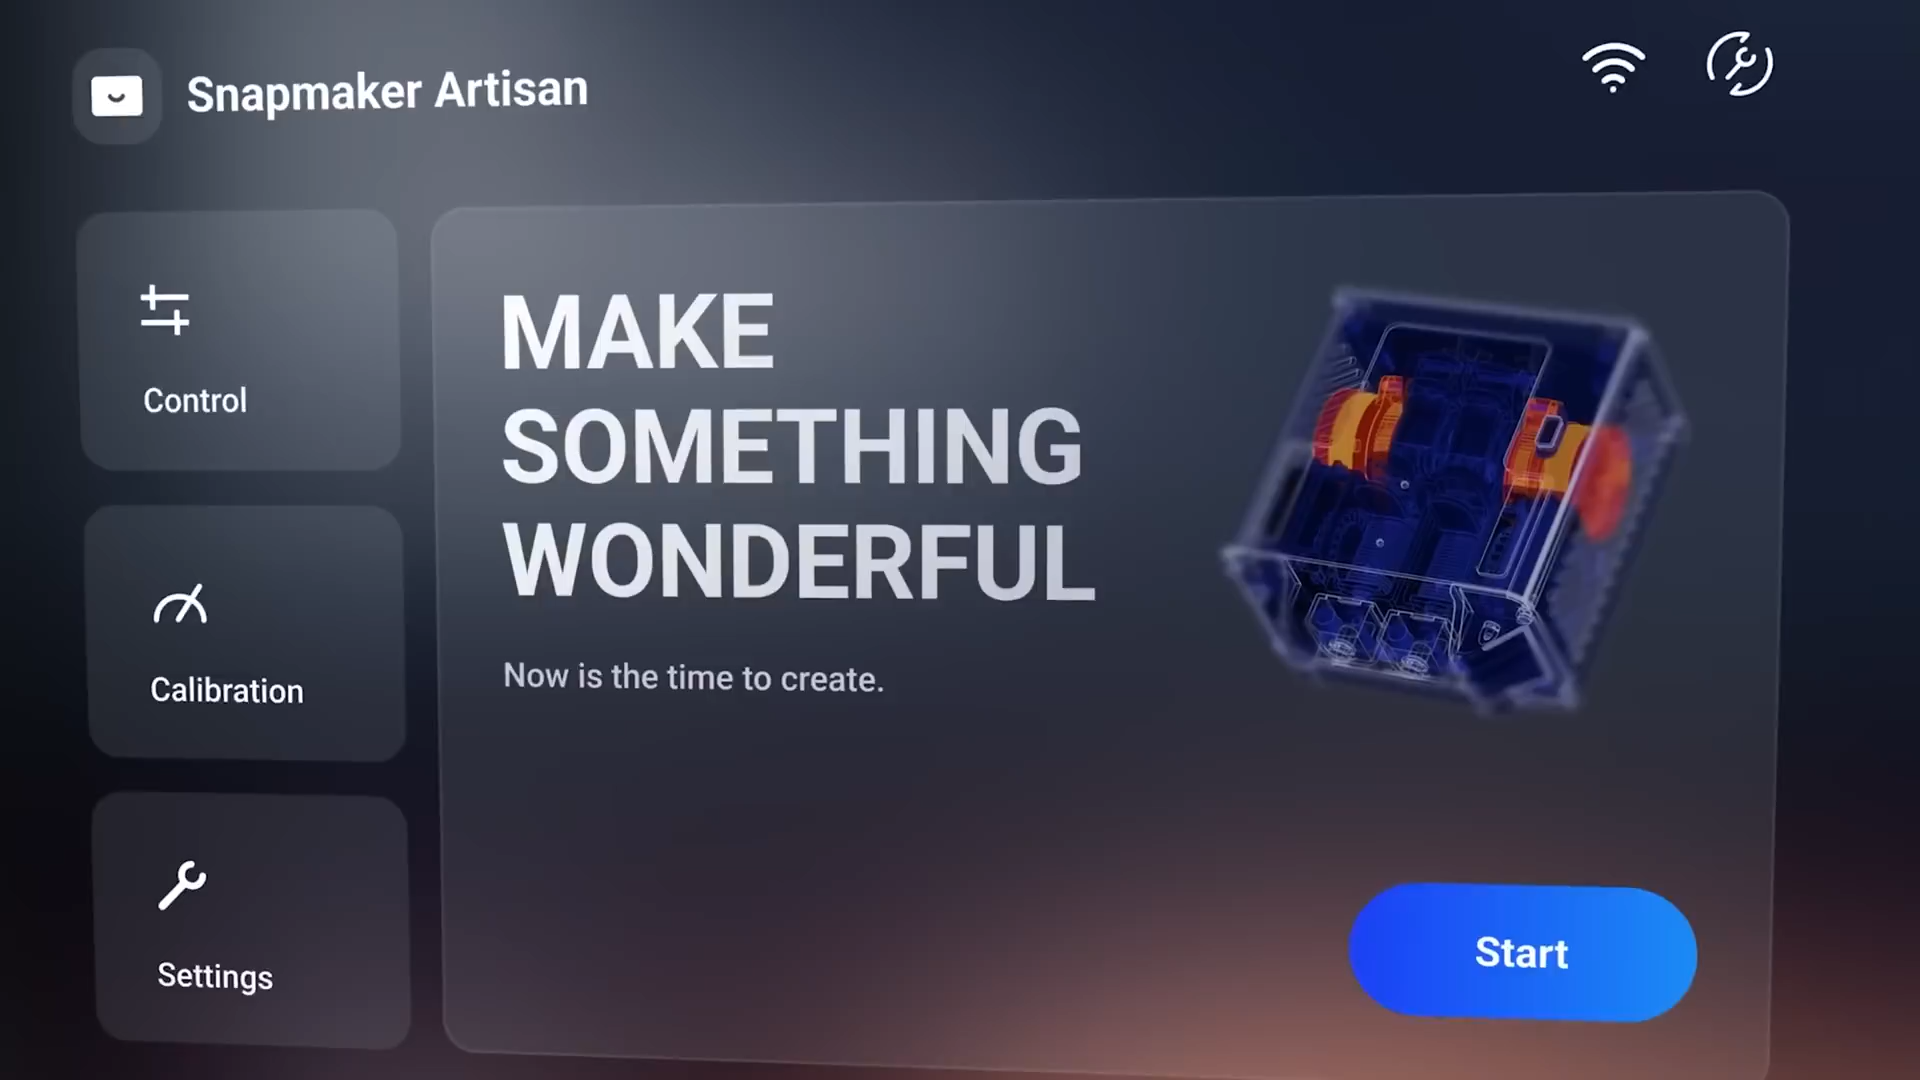 Snapmaker Artisan
Control
Calibration
Settings
MAKE
SOMETHING
WONDERFUL
Now is the time to create.
Start